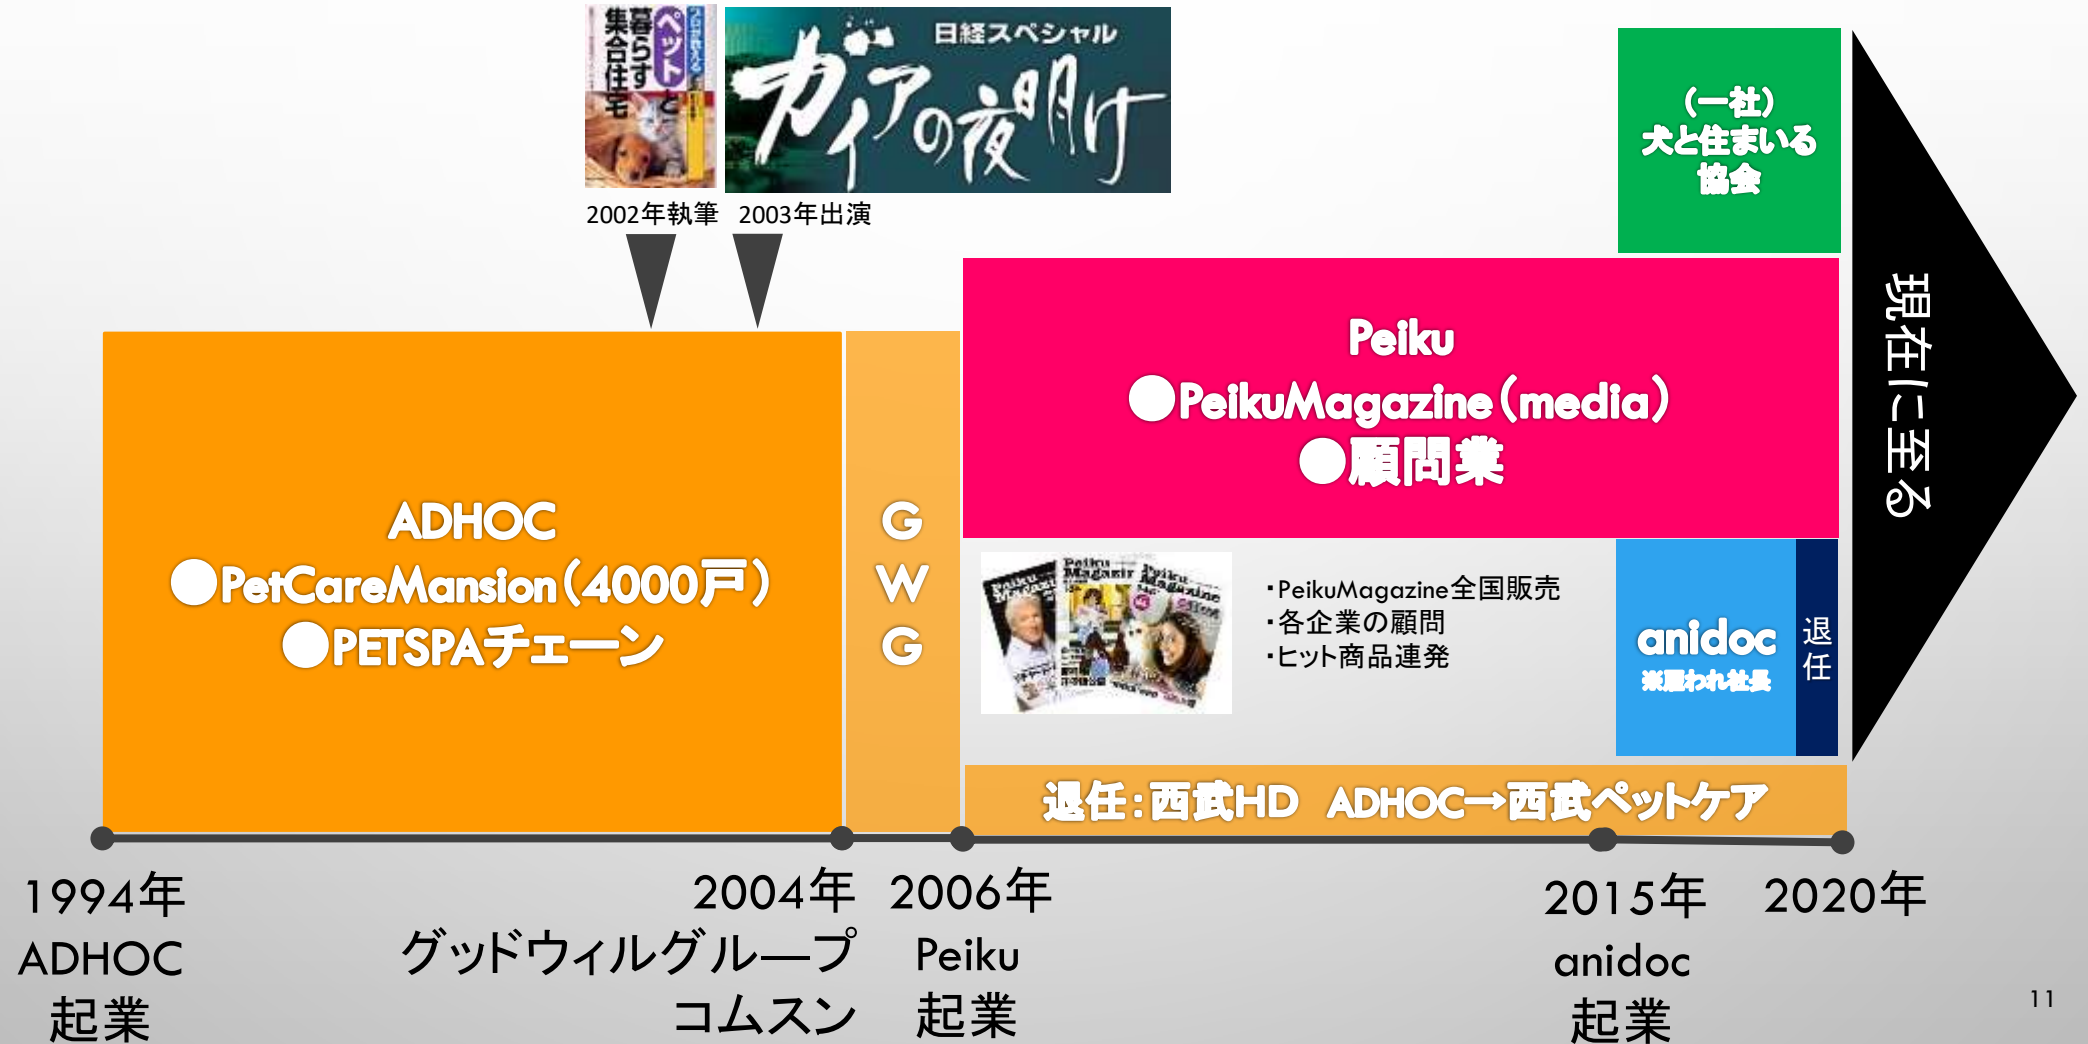 プロが教える
ペットと
暮らす
集合住宅
日経スペシャル
ガイアの夜明け
2002年執筆
2003年出演
（一社）
犬と住まいる
協会
現在に至る
Peiku
●PeikuMagazine（media）
●顧問業
ADHOC
●PetCareMansion（4000戸）
●PETSPAチェーン
G
W
G
Peiku
Magazine
・PeikuMagazine全国販売
・各企業の顧問
・ヒット商品連発
anidoc
※雇われ社長
退任
退任：西武HD　ADHOC→西武ペットケア
1994年
ADHOC
起業
2004年
グッドウィルグループ
コムスン
2006年
Peiku
起業
2015年
anidoc
起業
2020年
11